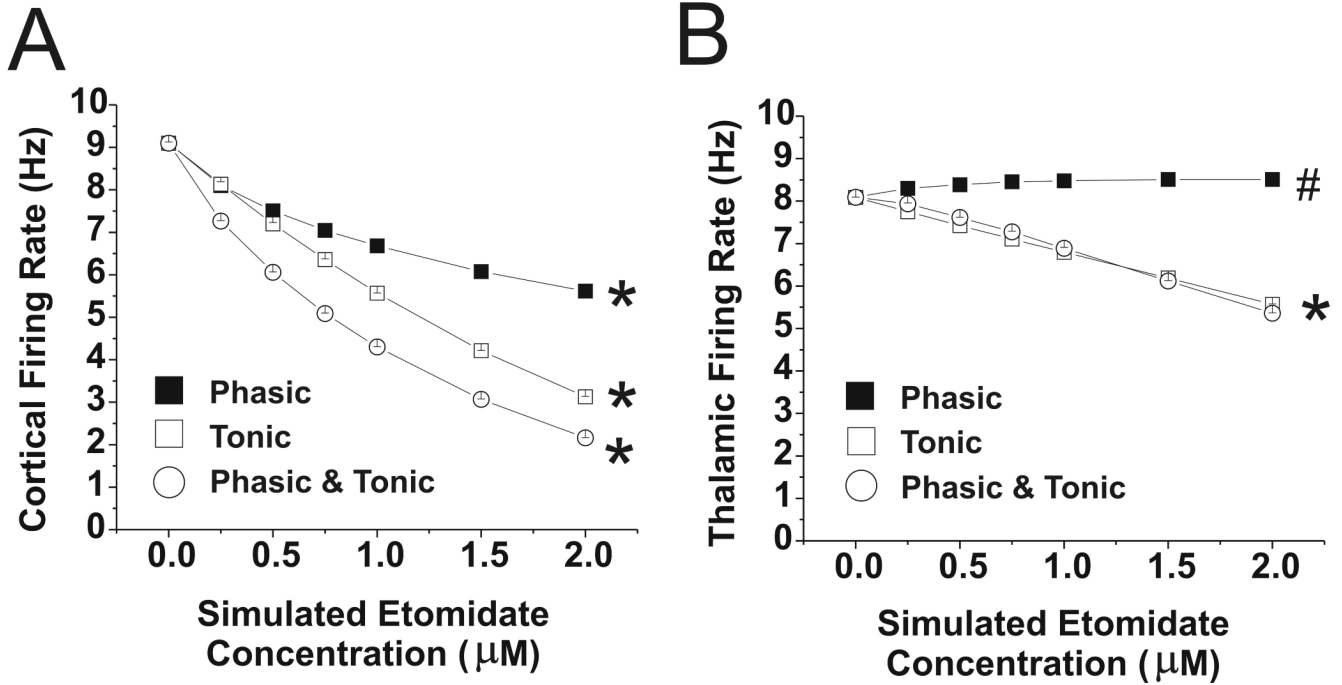 A
10
9
8
7
6
5
4
3
2
1
0
Cortical Firing Rate (Hz)
*
*
*
Phasic
Tonic
Phasic & Tonic
0.0 0.5 1.0 1.5 2.0
Simulated Etomidate
Concentration (μM)
B
10
9
8
7
6
5
4
3
2
1
0
Thalamic Firing Rate (Hz)
#
*
Phasic
Tonic
Phasic & Tonic
0.0 0.5 1.0 1.5 2.0
Simulated Etomidate
Concentration (μM)